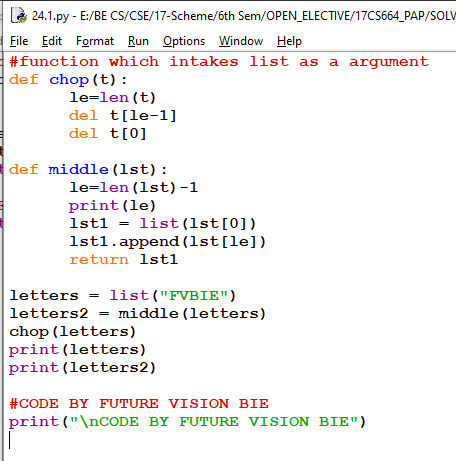 24.1.py - E:/BE CS/CSE/17-Scheme/6th Sem/OPEN_ELECTIVE/17CS664_PAP/SOLV
File Edit Format Run Options Window Help
#function which intakes list as a argument
def chop(t):
        le=len(t)
        del t[le-1]
        del t[0]

def middle(lst):
        le=len(lst)-1
        print(le)
        lst1 = list(lst[0])
        lst1.append(lst[le])
        return lst1

letters = list("FVBIE")
letters2 = middle(letters)
chop(letters)
print(letters)
print(letters2)

#CODE BY FUTURE VISION BIE
print("\nCODE BY FUTURE VISION BIE")